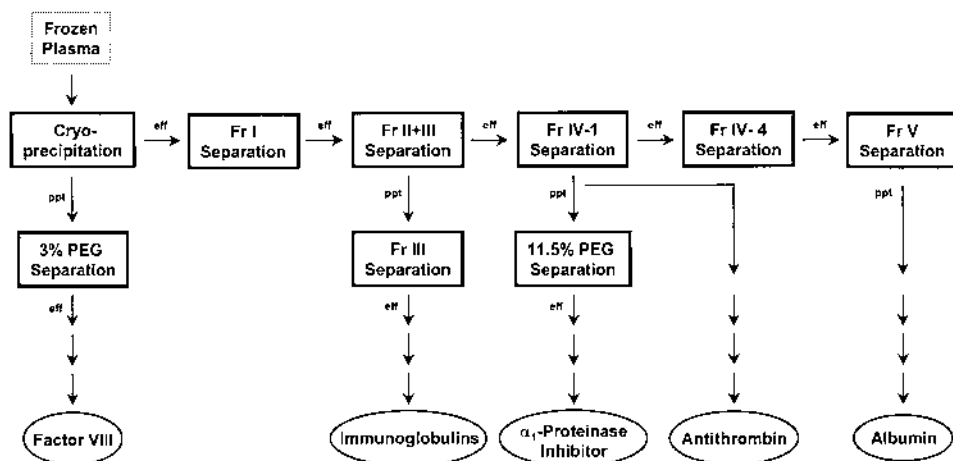 Frozen
Plasma
Cryo-
precipitation
eff
Fr I
Separation
eff
Fr II+III
Separation
eff
Fr IV-1
Separation
eff
Fr IV- 4
Separation
eff
Fr V
Separation
ppt
ppt
ppt
ppt
3% PEG
Separation
Fr III
Separation
11.5% PEG
Separation
eff
eff
eff
Factor VIII
Immunoglobulins
α₁-Proteinase
Inhibitor
Antithrombin
Albumin